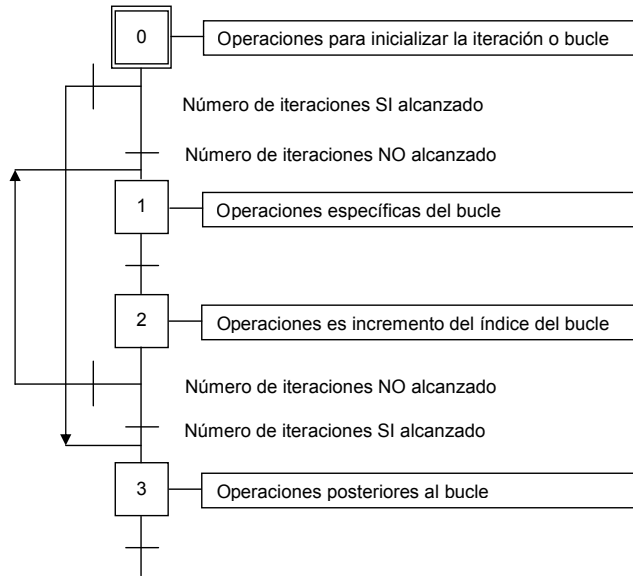 0
Operaciones para inicializar la iteración o bucle
Número de iteraciones SI alcanzado
Número de iteraciones NO alcanzado
1
Operaciones específicas del bucle
2
Operaciones es incremento del índice del bucle
Número de iteraciones NO alcanzado
Número de iteraciones SI alcanzado
3
Operaciones posteriores al bucle